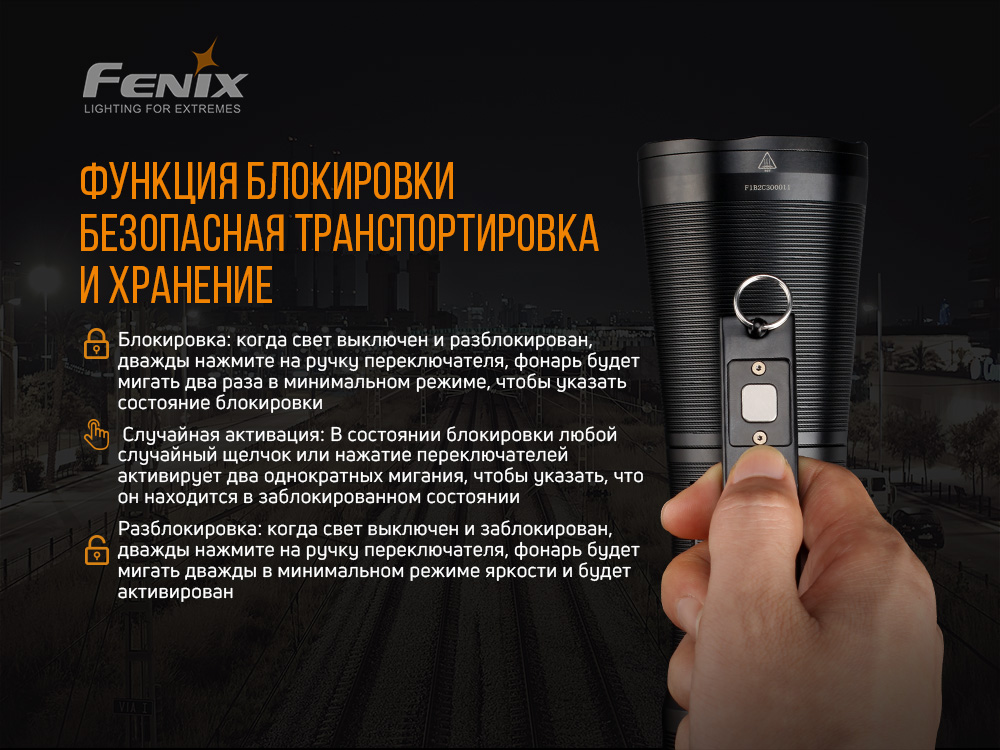 FENIX
LIGHTING FOR EXTREMES
ФУНКЦИЯ БЛОКИРОВКИ
БЕЗОПАСНАЯ ТРАНСПОРТИРОВКА
И ХРАНЕНИЕ
Блокировка: когда свет выключен и разблокирован,
дважды нажмите на ручку переключателя, фонарь будет
мигать два раза в минимальном режиме, чтобы указать
состояние блокировки
Случайная активация: В состоянии блокировки любой
случайный щелчок или нажатие переключателей
активирует два однократных мигания, чтобы указать, что
он находится в заблокированном состоянии
Разблокировка: когда свет выключен и заблокирован,
дважды нажмите на ручку переключателя, фонарь будет
мигать дважды в минимальном режиме яркости и будет
активирован
F1B2C300011
VIA I